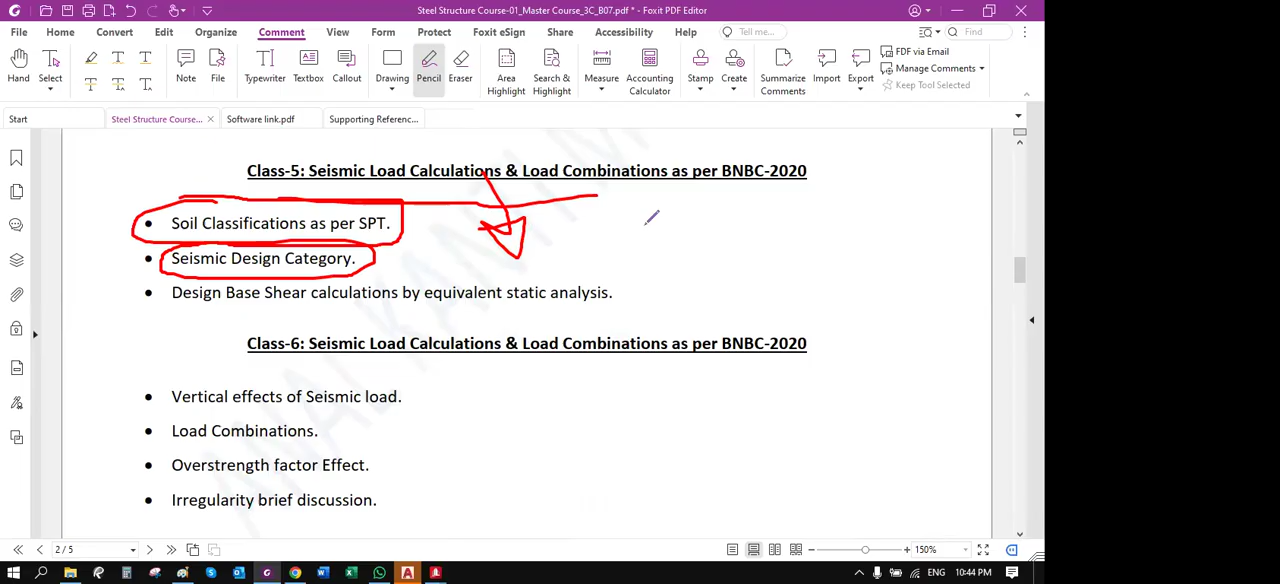 Steel Structure Course-01_Master Course_3C_B07.pdf * - Foxit PDF Editor
File Home Convert Edit Organize Comment View Form Protect Foxit eSign Share Accessibility Help Tell me... Find
Hand Select Note File Typewriter Textbox Callout Drawing Pencil Eraser Area Highlight Search & Highlight Measure Accounting Calculator Stamp Create Summarize Comments Import Export
FDF via Email
Manage Comments
Keep Tool Selected
Start Steel Structure Course... Software link.pdf Supporting Referenc...
Class-5: Seismic Load Calculations & Load Combinations as per BNBC-2020
• Soil Classifications as per SPT.
• Seismic Design Category.
• Design Base Shear calculations by equivalent static analysis.
Class-6: Seismic Load Calculations & Load Combinations as per BNBC-2020
• Vertical effects of Seismic load.
• Load Combinations.
• Overstrength factor Effect.
• Irregularity brief discussion.
2 / 5 150%
ENG 10:44 PM